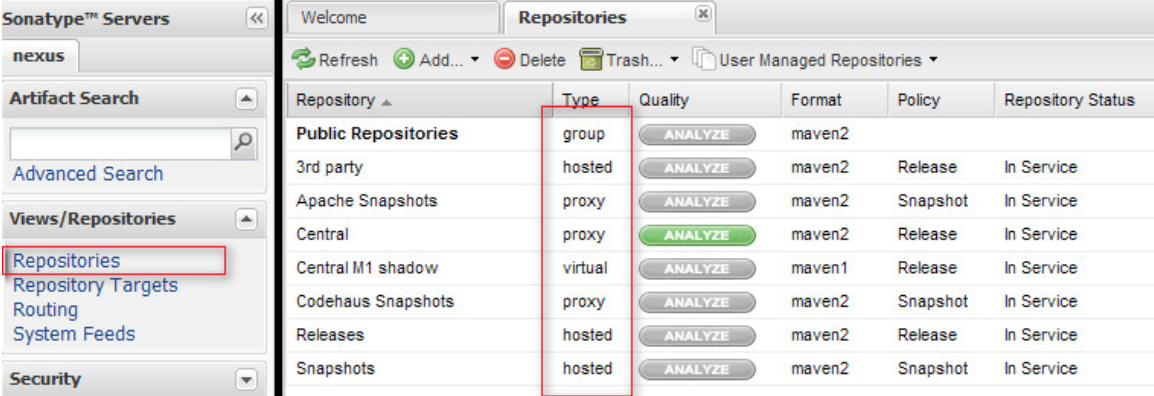 Sonatype™ Servers
nexus
Artifact Search
Advanced Search
Views/Repositories
Repositories
Repository Targets
Routing
System Feeds
Security
Welcome Repositories
Refresh Add... Delete Trash... User Managed Repositories
Repository Type Quality Format Policy Repository Status
Public Repositories group ANALYZE maven2
3rd party hosted ANALYZE maven2 Release In Service
Apache Snapshots proxy ANALYZE maven2 Snapshot In Service
Central proxy ANALYZE maven2 Release In Service
Central M1 shadow virtual ANALYZE maven1 Release In Service
Codehaus Snapshots proxy ANALYZE maven2 Snapshot In Service
Releases hosted ANALYZE maven2 Release In Service
Snapshots hosted ANALYZE maven2 Snapshot In Service